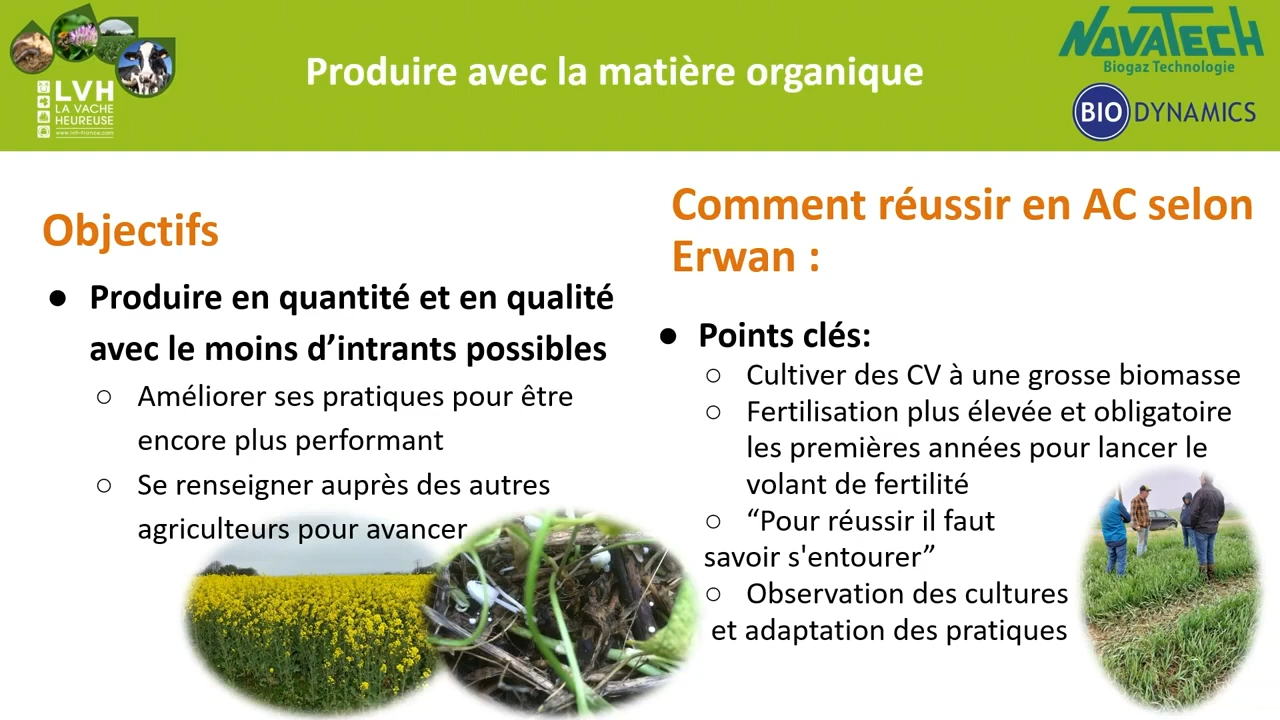 LVH
LA VACHE
HEUREUSE
www.lvh-france.com
Produire avec la matière organique
NOVATECH
Biogaz Technologie
BIO DYNAMICS
Objectifs
● Produire en quantité et en qualité
avec le moins d’intrants possibles
○ Améliorer ses pratiques pour être
encore plus performant
○ Se renseigner auprès des autres
agriculteurs pour avancer
Comment réussir en AC selon
Erwan :
● Points clés:
○ Cultiver des CV à une grosse biomasse
○ Fertilisation plus élevée et obligatoire
les premières années pour lancer le
volant de fertilité
○ “Pour réussir il faut
savoir s'entourer”
○ Observation des cultures
et adaptation des pratiques